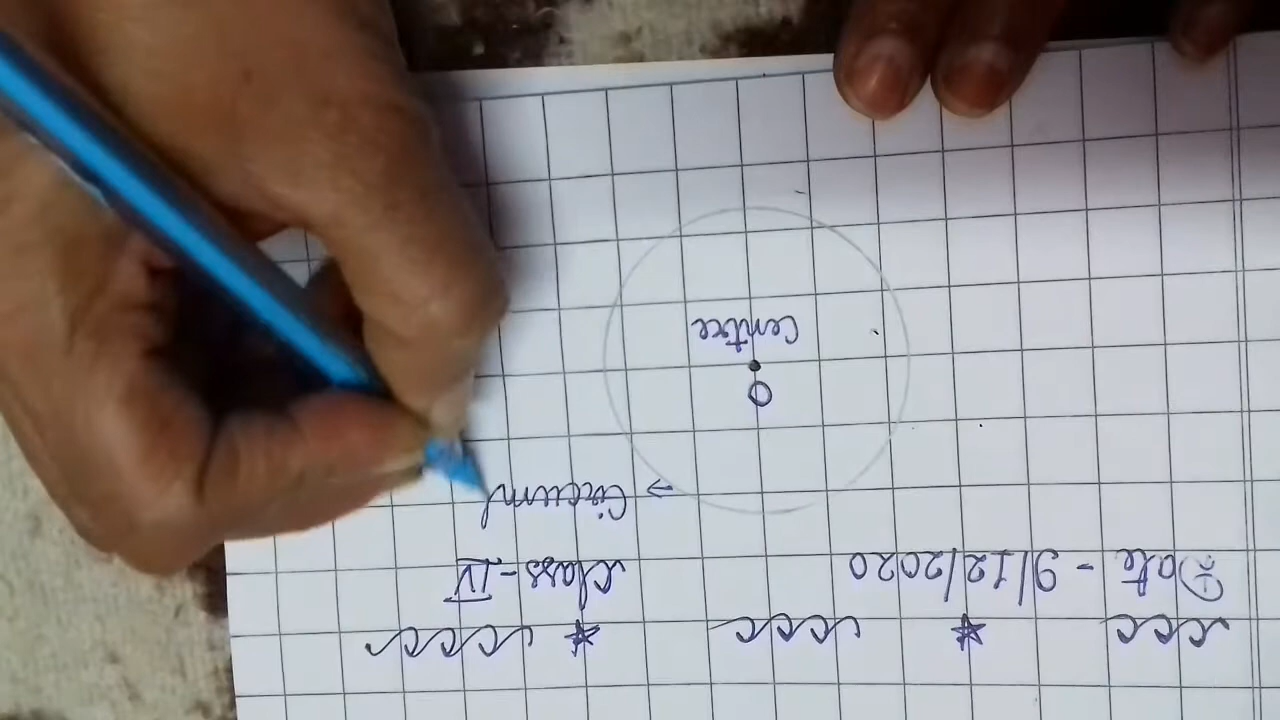 Date - 9/12/2020 Class-IV
→ Circum
O
Centre